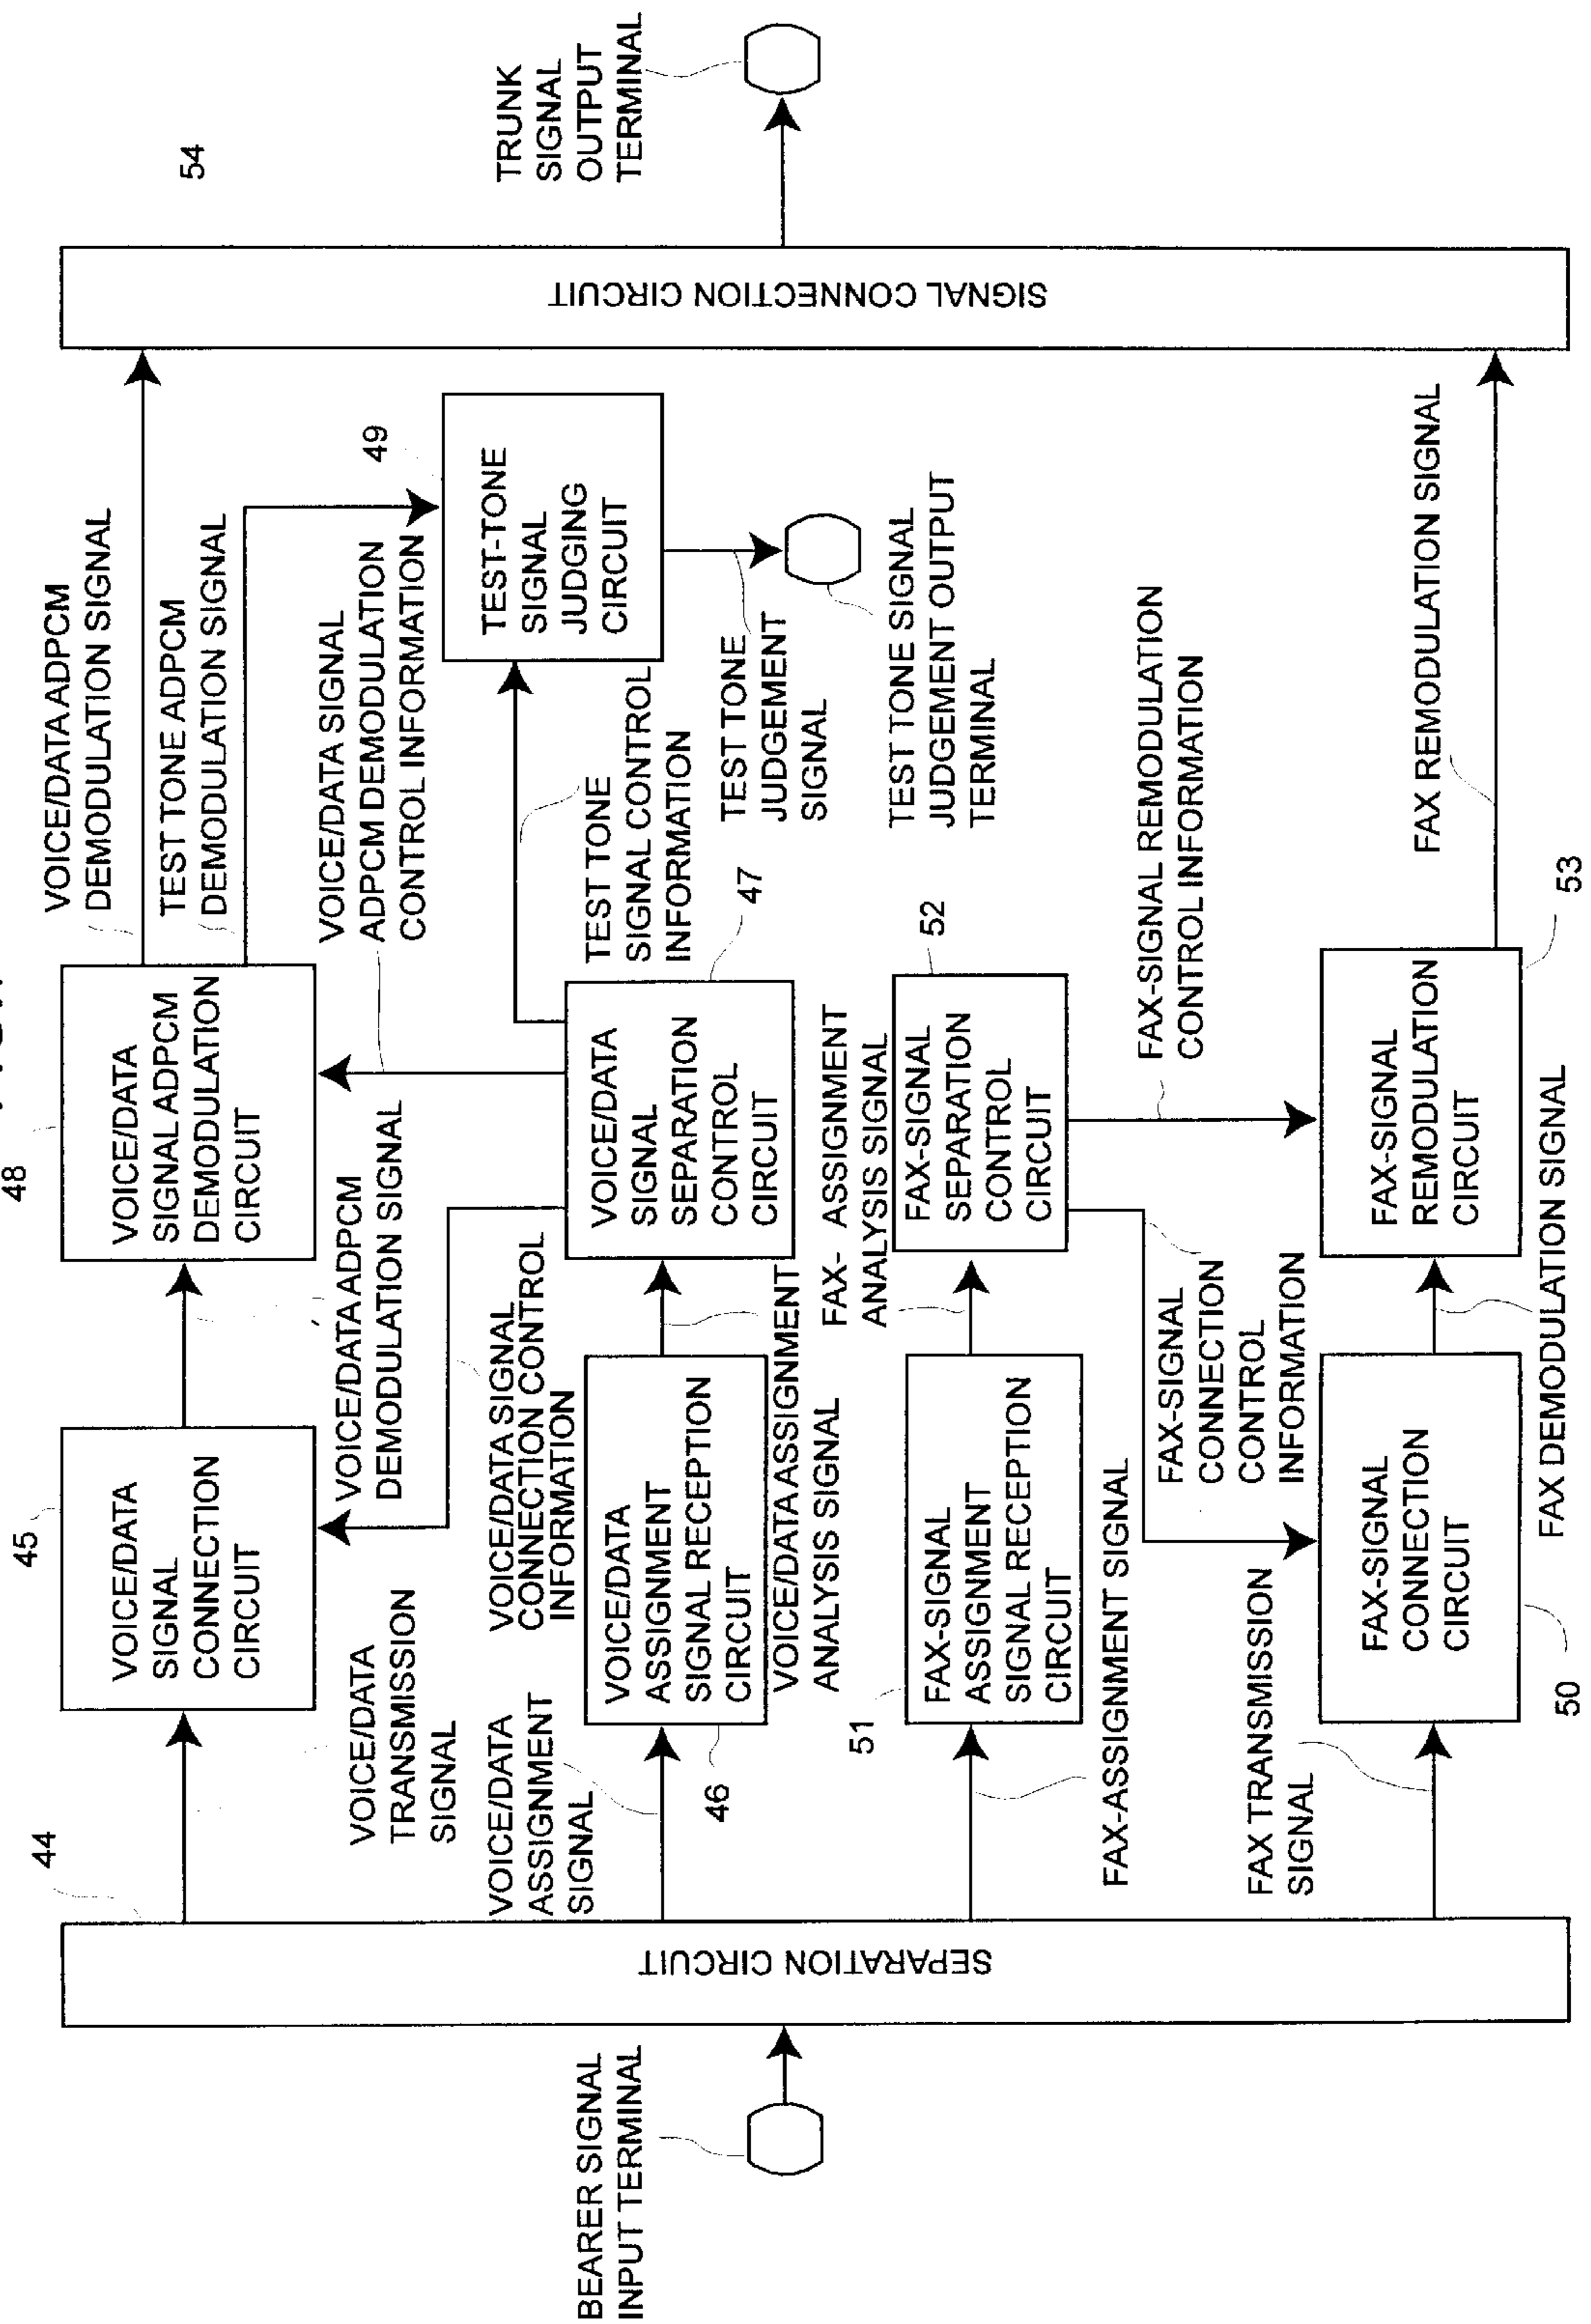 48
VOICE/DATA
SIGNAL ADPCM
DEMODULATION
CIRCUIT
VOICE/DATA ADPCM
DEMODULATION SIGNAL
TEST TONE ADPCM
DEMODULATION SIGNAL
54
SIGNAL CONNECTION CIRCUIT
TRUNK
SIGNAL
OUTPUT
TERMINAL
45
VOICE/DATA
SIGNAL
CONNECTION
CIRCUIT
VOICE/DATA ADPCM
DEMODULATION SIGNAL
VOICE/DATA SIGNAL
ADPCM DEMODULATION
CONTROL INFORMATION
49
TEST-TONE
SIGNAL
JUDGING
CIRCUIT
44
SEPARATION CIRCUIT
BEARER SIGNAL
INPUT TERMINAL
VOICE/DATA
TRANSMISSION
SIGNAL
VOICE/DATA SIGNAL
CONNECTION CONTROL
INFORMATION
VOICE/DATA
ASSIGNMENT
SIGNAL
46
VOICE/DATA
ASSIGNMENT
SIGNAL RECEPTION
CIRCUIT
VOICE/DATA ASSIGNMENT
ANALYSIS SIGNAL
VOICE/DATA
SIGNAL
SEPARATION
CONTROL
CIRCUIT
47
TEST TONE
SIGNAL CONTROL
INFORMATION
TEST TONE
JUDGEMENT
SIGNAL
TEST TONE SIGNAL
JUDGEMENT OUTPUT
TERMINAL
51
FAX-SIGNAL
ASSIGNMENT
SIGNAL RECEPTION
CIRCUIT
FAX- ASSIGNMENT
ANALYSIS SIGNAL
FAX-SIGNAL
SEPARATION
CONTROL
CIRCUIT
52
FAX-ASSIGNMENT SIGNAL
FAX-SIGNAL
CONNECTION
CONTROL
INFORMATION
FAX-SIGNAL REMODULATION
CONTROL INFORMATION
FAX TRANSMISSION
SIGNAL
FAX-SIGNAL
CONNECTION
CIRCUIT
50
FAX DEMODULATION SIGNAL
FAX-SIGNAL
REMODULATION
CIRCUIT
53
FAX REMODULATION SIGNAL